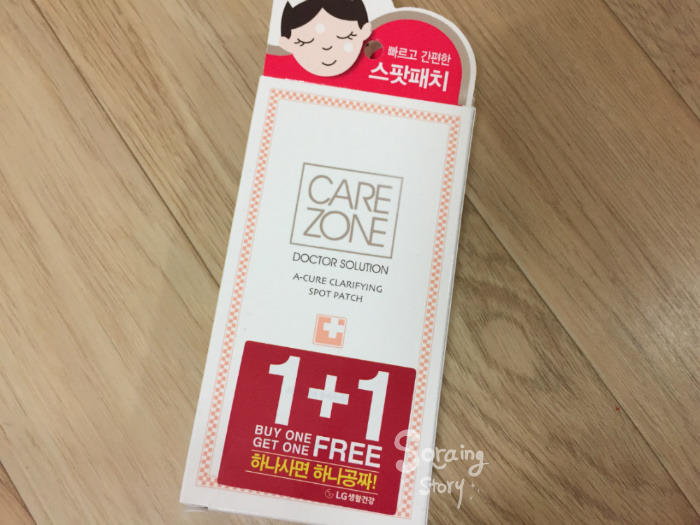 빠르고 간편한
스팟패치
CARE
ZONE
DOCTOR SOLUTION
A-CURE CLARIFYING
SPOT PATCH
1+1
BUY ONE
GET ONE FREE
하나사면 하나공짜!
LG생활건강
Soraing
story